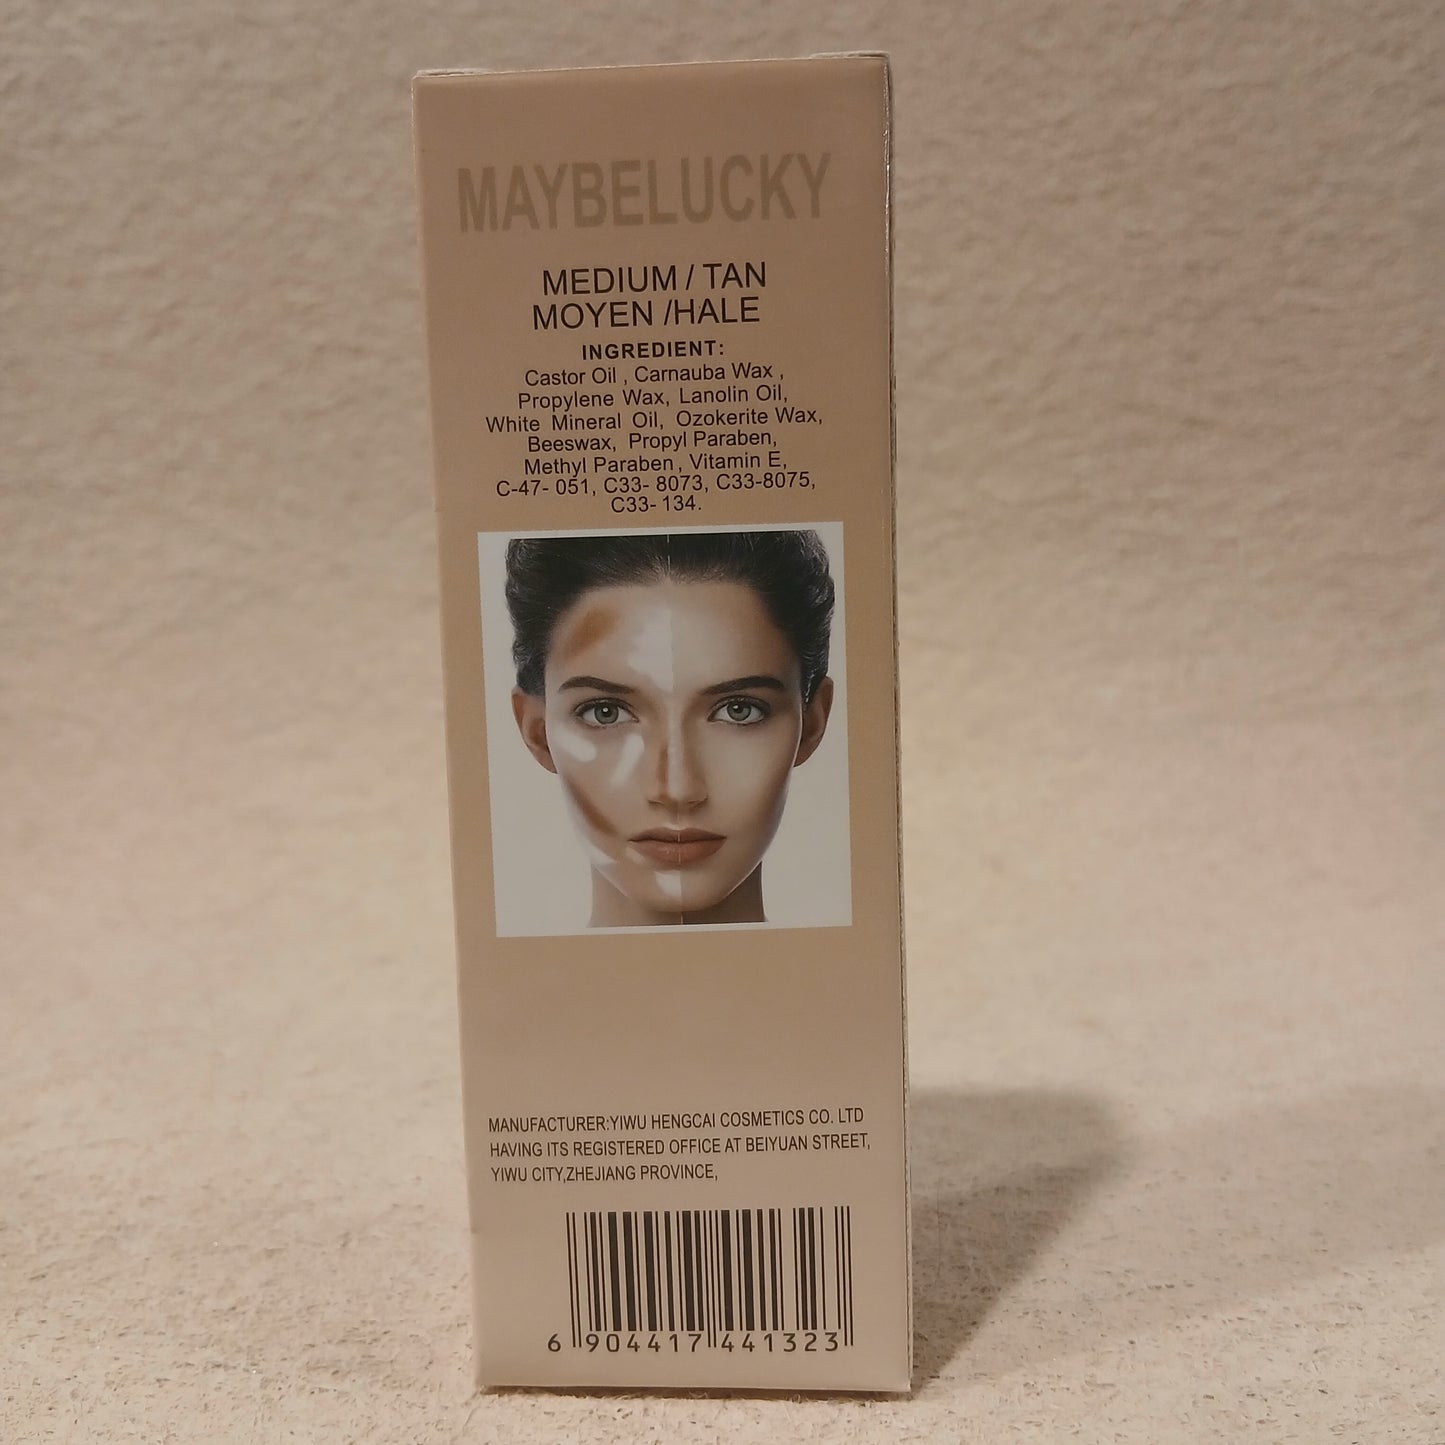 MAYBELUCKY
MEDIUM / TAN
MOYEN /HALE
INGREDIENT:
Castor Oil , Carnauba Wax ,
Propylene Wax, Lanolin Oil,
White Mineral Oil, Ozokerite Wax,
Beeswax, Propyl Paraben,
Methyl Paraben , Vitamin E,
C-47- 051, C33- 8073, C33-8075,
C33- 134.
MANUFACTURER:YIWU HENGCAI COSMETICS CO. LTD
HAVING ITS REGISTERED OFFICE AT BEIYUAN STREET,
YIWU CITY,ZHEJIANG PROVINCE,
6 904417 441323